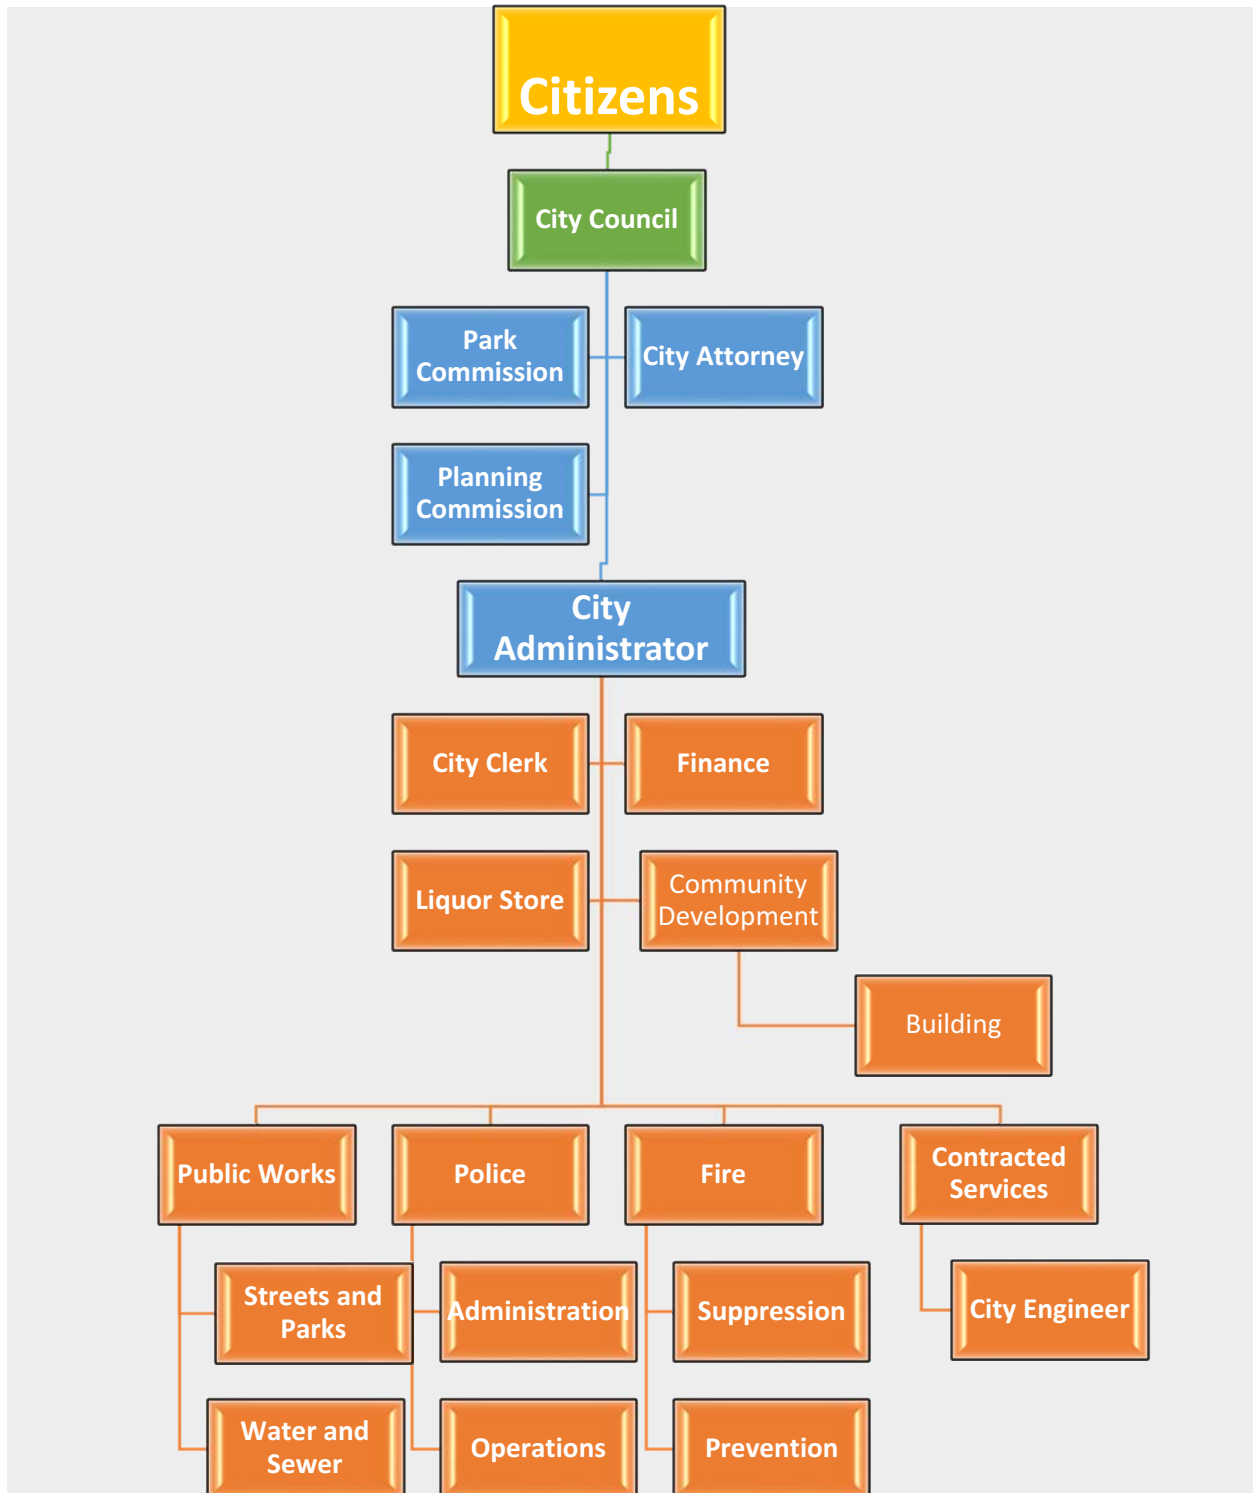 Citizens
City Council
Park
Commission
City Attorney
Planning
Commission
City
Administrator
City Clerk
Finance
Liquor Store
Community
Development
Building
Public Works
Police
Fire
Contracted
Services
Streets and
Parks
Administration
Suppression
City Engineer
Water and
Sewer
Operations
Prevention